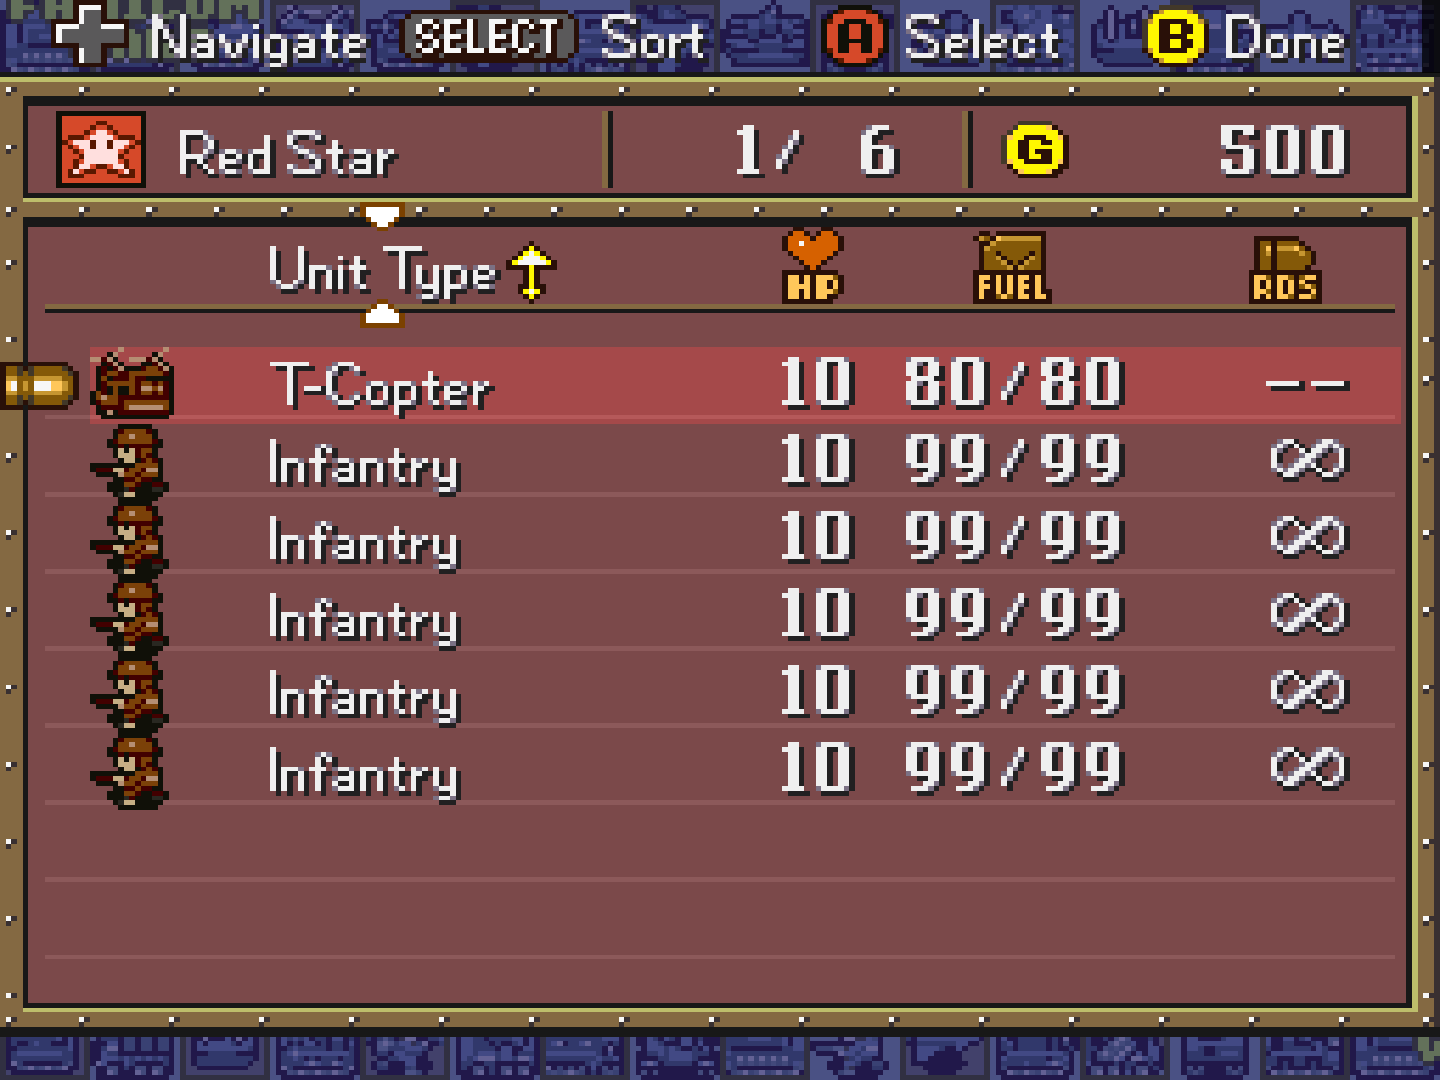 Navigate SELECT Sort A Select B Done
Red Star 1/ 6 G 500
Unit Type HP FUEL RDS
T-Copter 10 80/80 --
Infantry 10 99/99 ∞
Infantry 10 99/99 ∞
Infantry 10 99/99 ∞
Infantry 10 99/99 ∞
Infantry 10 99/99 ∞